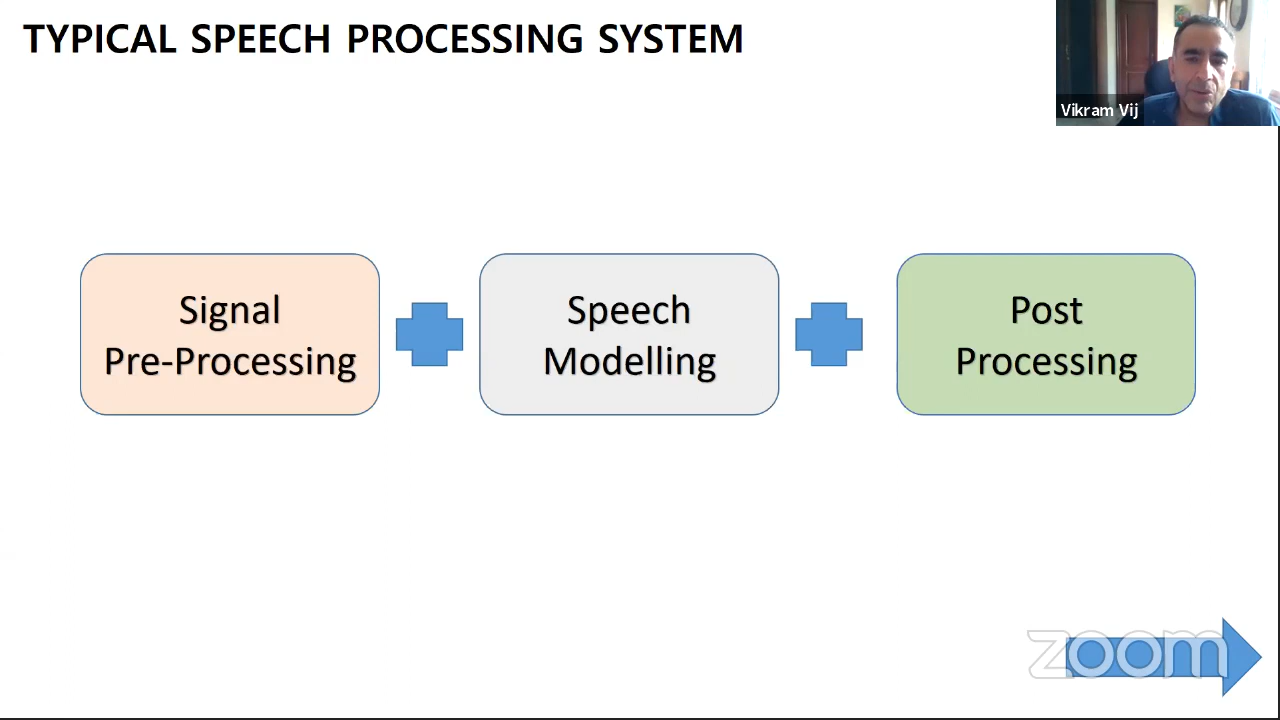 TYPICAL SPEECH PROCESSING SYSTEM
Vikram Vij
Signal
Pre-Processing
Speech
Modelling
Post
Processing
zoom